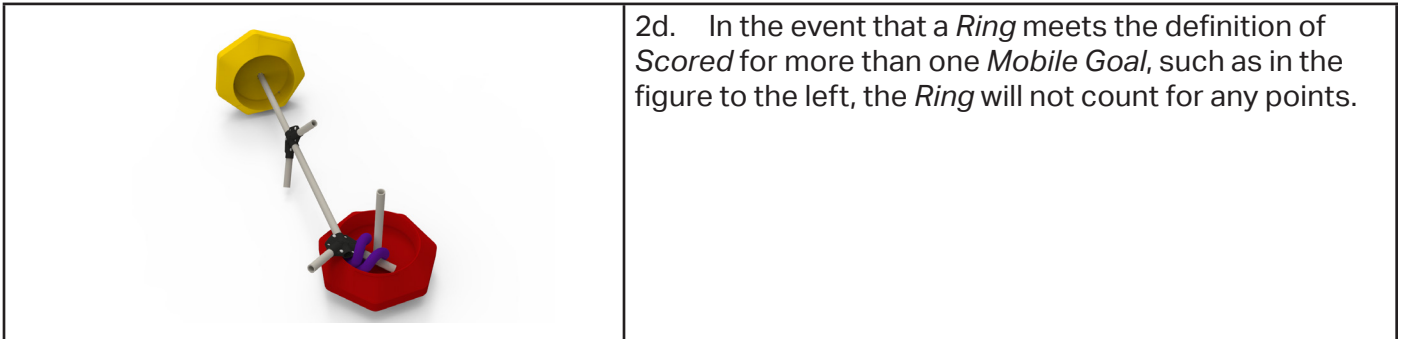 2d. In the event that a Ring meets the definition of
Scored for more than one Mobile Goal, such as in the
figure to the left, the Ring will not count for any points.